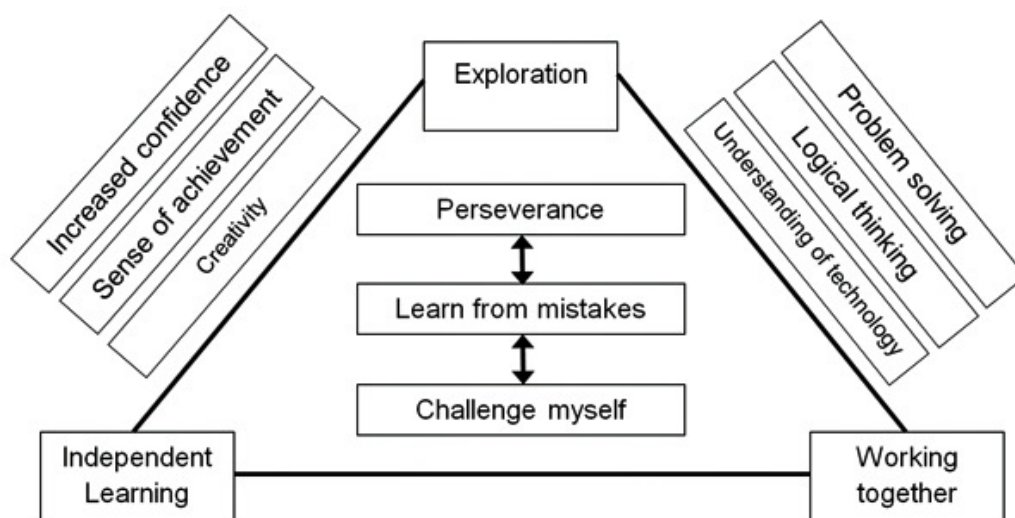 Exploration
Increased confidence
Sense of achievement
Creativity
Problem solving
Logical thinking
Understanding of technology
Perseverance
Learn from mistakes
Challenge myself
Independent
Learning
Working
together